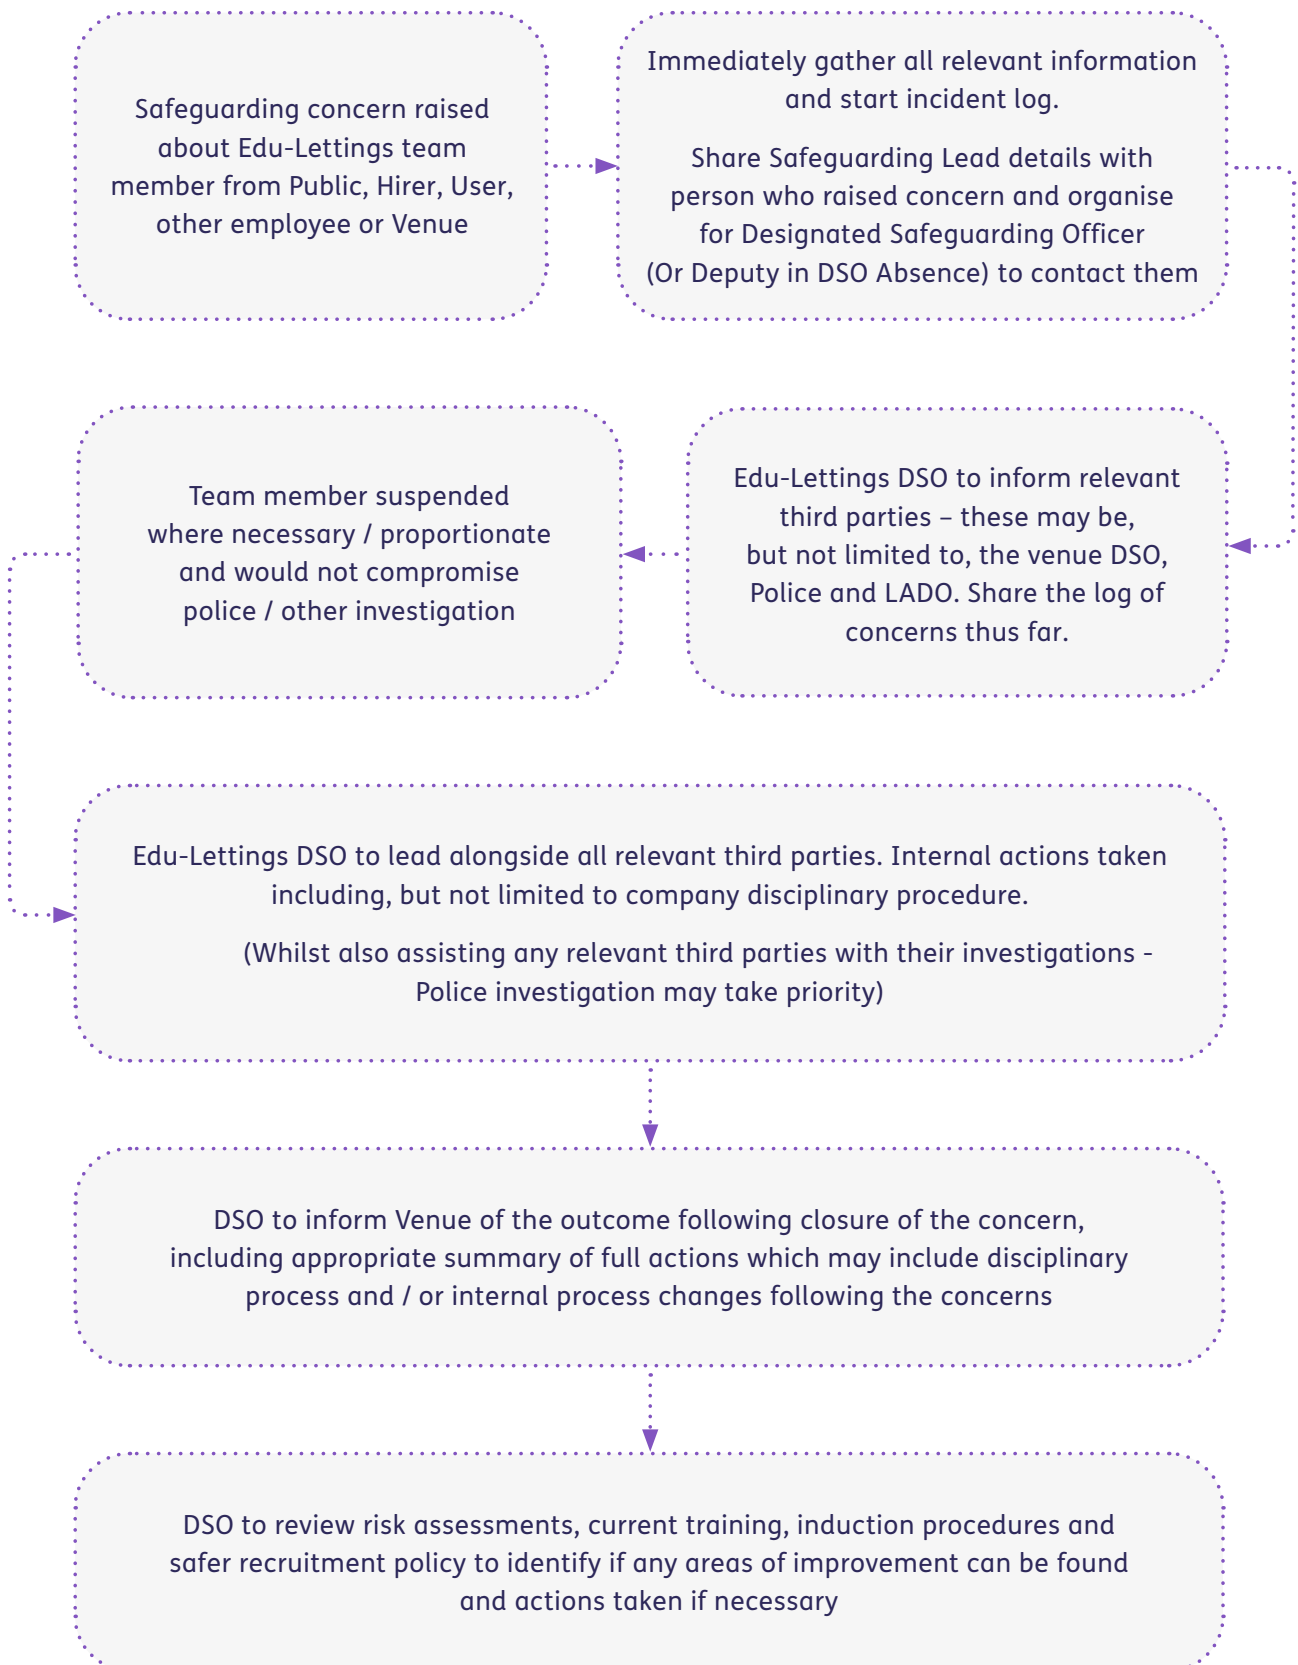 Safeguarding concern raised
about Edu-Lettings team
member from Public, Hirer, User,
other employee or Venue
Immediately gather all relevant information
and start incident log.
Share Safeguarding Lead details with
person who raised concern and organise
for Designated Safeguarding Officer
(Or Deputy in DSO Absence) to contact them
Edu-Lettings DSO to inform relevant
third parties – these may be,
but not limited to, the venue DSO,
Police and LADO. Share the log of
concerns thus far.
Team member suspended
where necessary / proportionate
and would not compromise
police / other investigation
Edu-Lettings DSO to lead alongside all relevant third parties. Internal actions taken
including, but not limited to company disciplinary procedure.
(Whilst also assisting any relevant third parties with their investigations -
Police investigation may take priority)
DSO to inform Venue of the outcome following closure of the concern,
including appropriate summary of full actions which may include disciplinary
process and / or internal process changes following the concerns
DSO to review risk assessments, current training, induction procedures and
safer recruitment policy to identify if any areas of improvement can be found
and actions taken if necessary